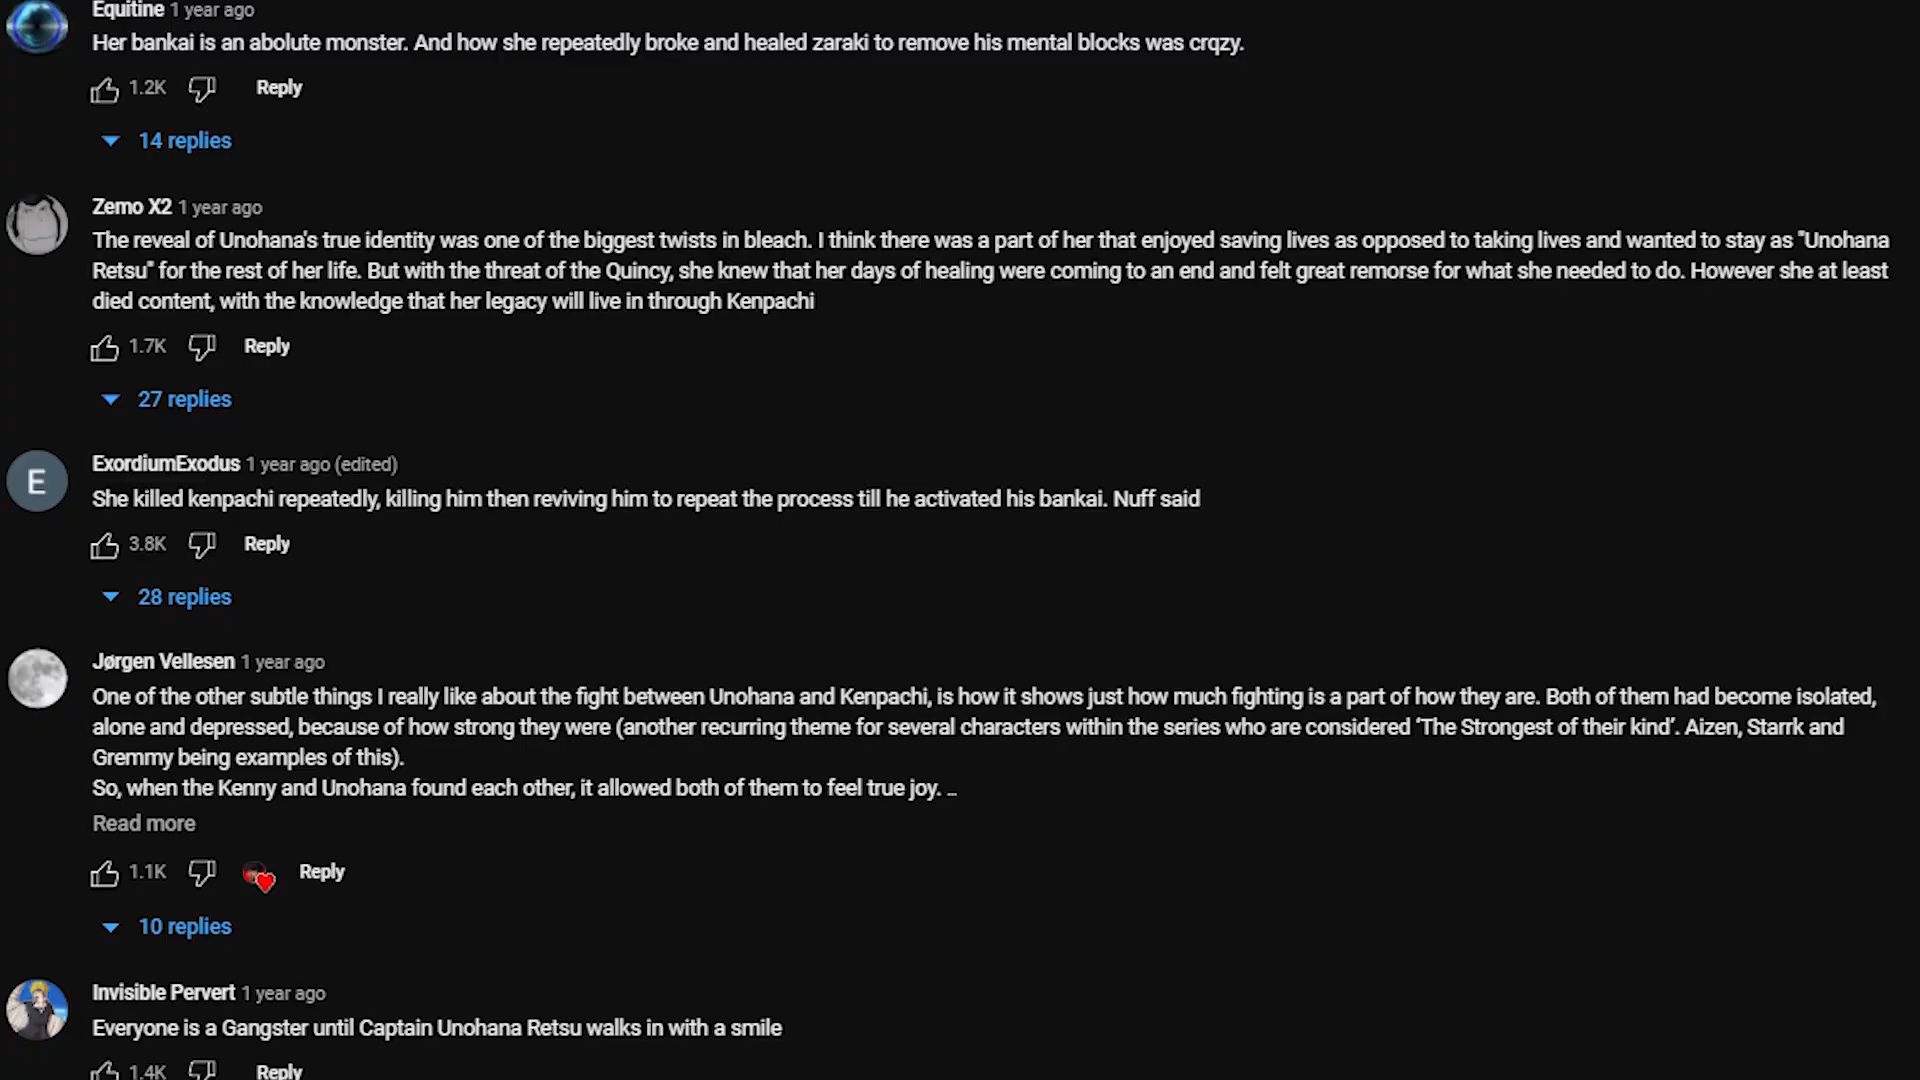 Equitine 1 year ago
Her bankai is an abolute monster. And how she repeatedly broke and healed zaraki to remove his mental blocks was crqzy.
1.2K Reply
14 replies
Zemo X2 1 year ago
The reveal of Unohana's true identity was one of the biggest twists in bleach. I think there was a part of her that enjoyed saving lives as opposed to taking lives and wanted to stay as "Unohana
Retsu" for the rest of her life. But with the threat of the Quincy, she knew that her days of healing were coming to an end and felt great remorse for what she needed to do. However she at least
died content, with the knowledge that her legacy will live in through Kenpachi
1.7K Reply
27 replies
E
ExordiumExodus 1 year ago (edited)
She killed kenpachi repeatedly, killing him then reviving him to repeat the process till he activated his bankai. Nuff said
3.8K Reply
28 replies
Jørgen Vellesen 1 year ago
One of the other subtle things I really like about the fight between Unohana and Kenpachi, is how it shows just how much fighting is a part of how they are. Both of them had become isolated,
alone and depressed, because of how strong they were (another recurring theme for several characters within the series who are considered ‘The Strongest of their kind’. Aizen, Starrk and
Gremmy being examples of this).
So, when the Kenny and Unohana found each other, it allowed both of them to feel true joy. ...
Read more
1.1K Reply
10 replies
Invisible Pervert 1 year ago
Everyone is a Gangster until Captain Unohana Retsu walks in with a smile
1.4K Reply